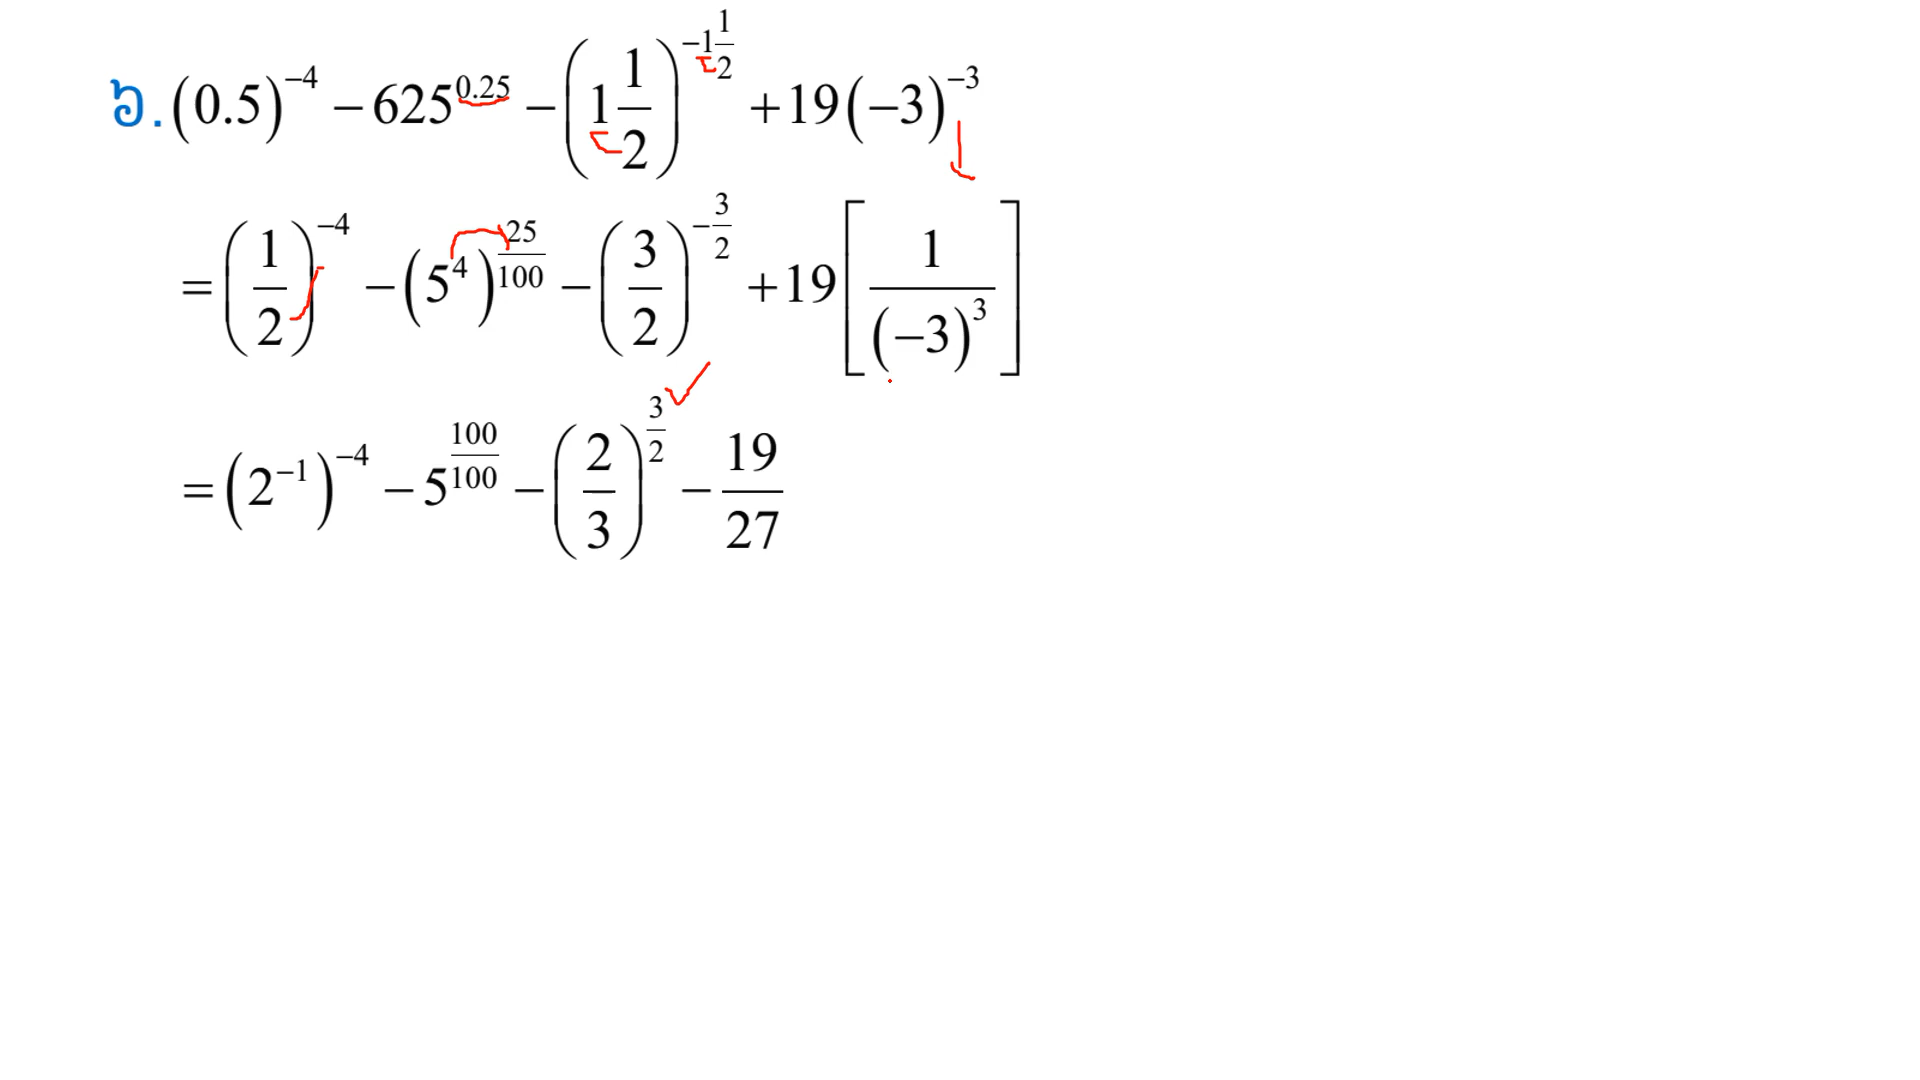 ៦. (0.5)^{-4} − 625^{0.25} − (1 1/2)^{-1 1/2} + 19(−3)^{-3}
= (1/2)^{-4} − (5^4)^{25/100} − (3/2)^{-3/2} + 19[1/(−3)^3]
= (2^{-1})^{-4} − 5^{100/100} − (2/3)^{3/2} − 19/27